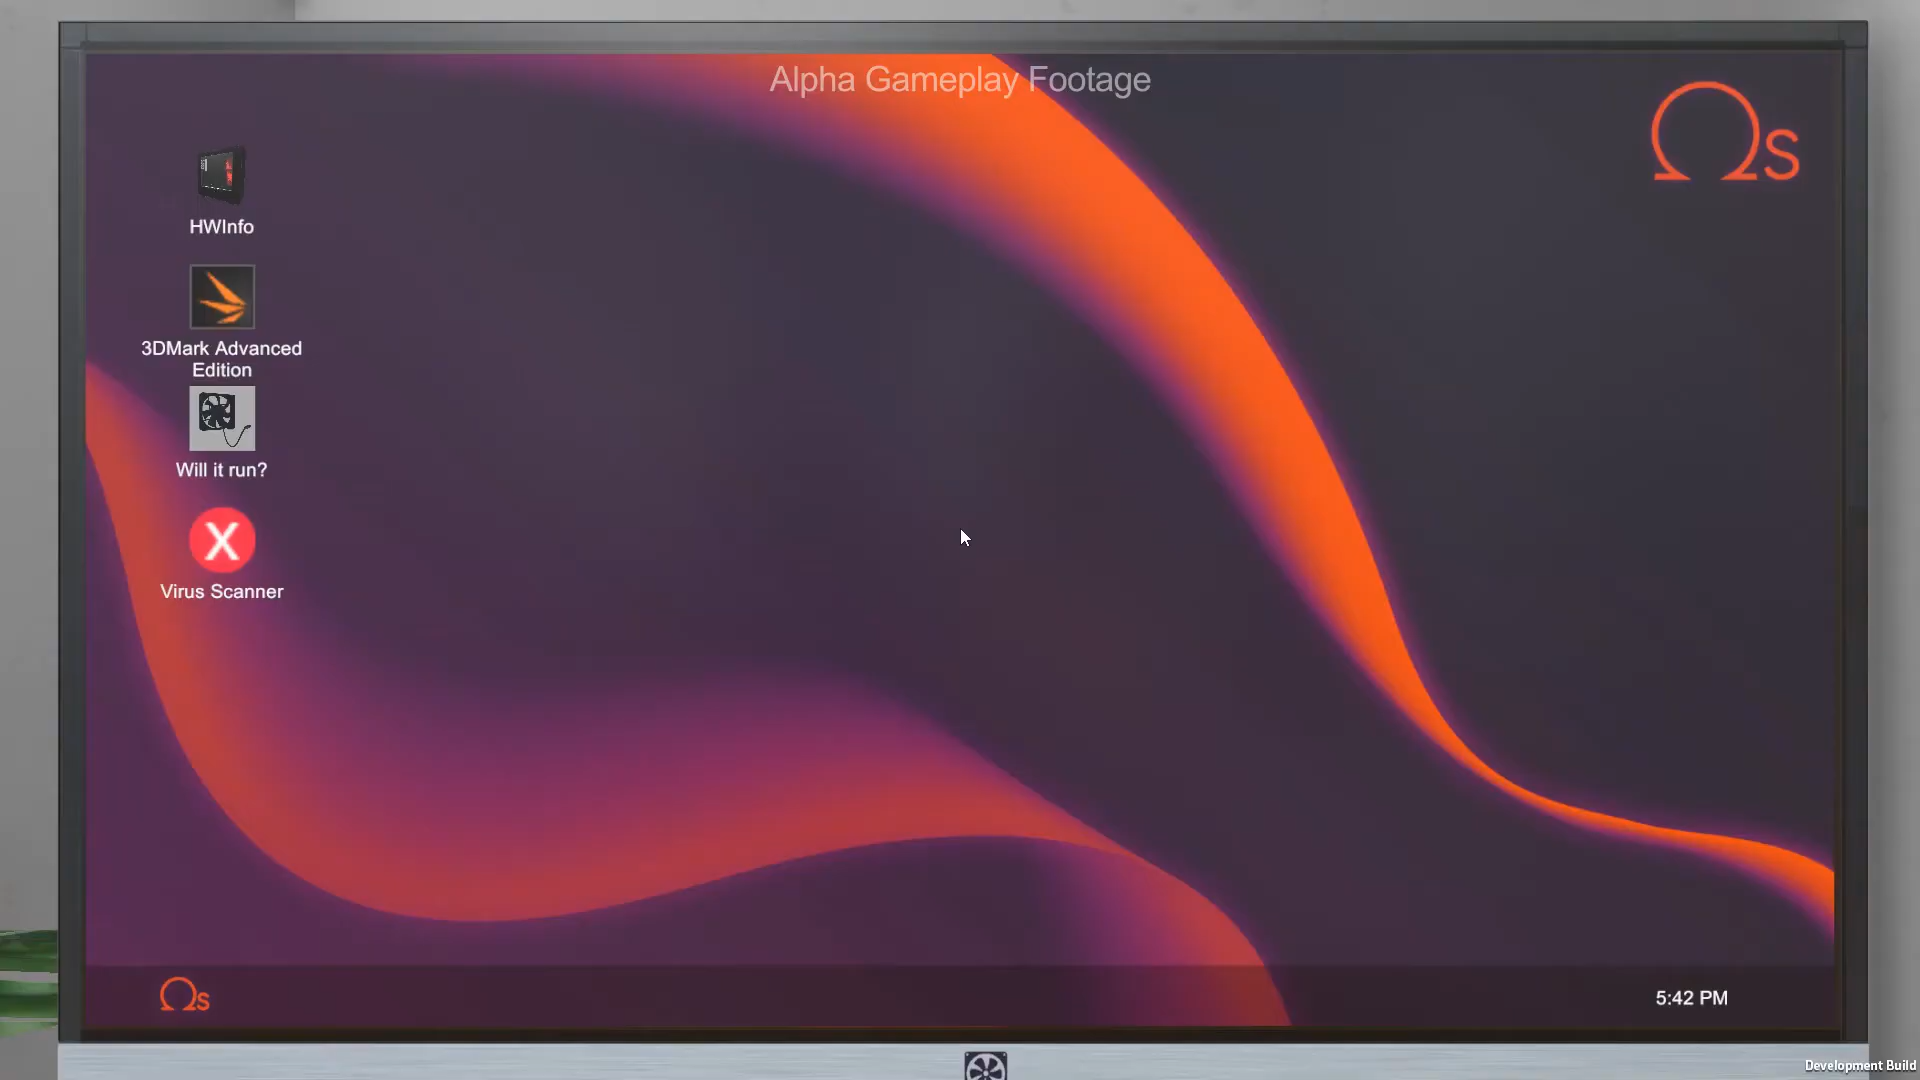 Alpha Gameplay Footage
Ωs
HWInfo
3DMark Advanced
Edition
Will it run?
X
Virus Scanner
Ωs
5:42 PM
Development Build